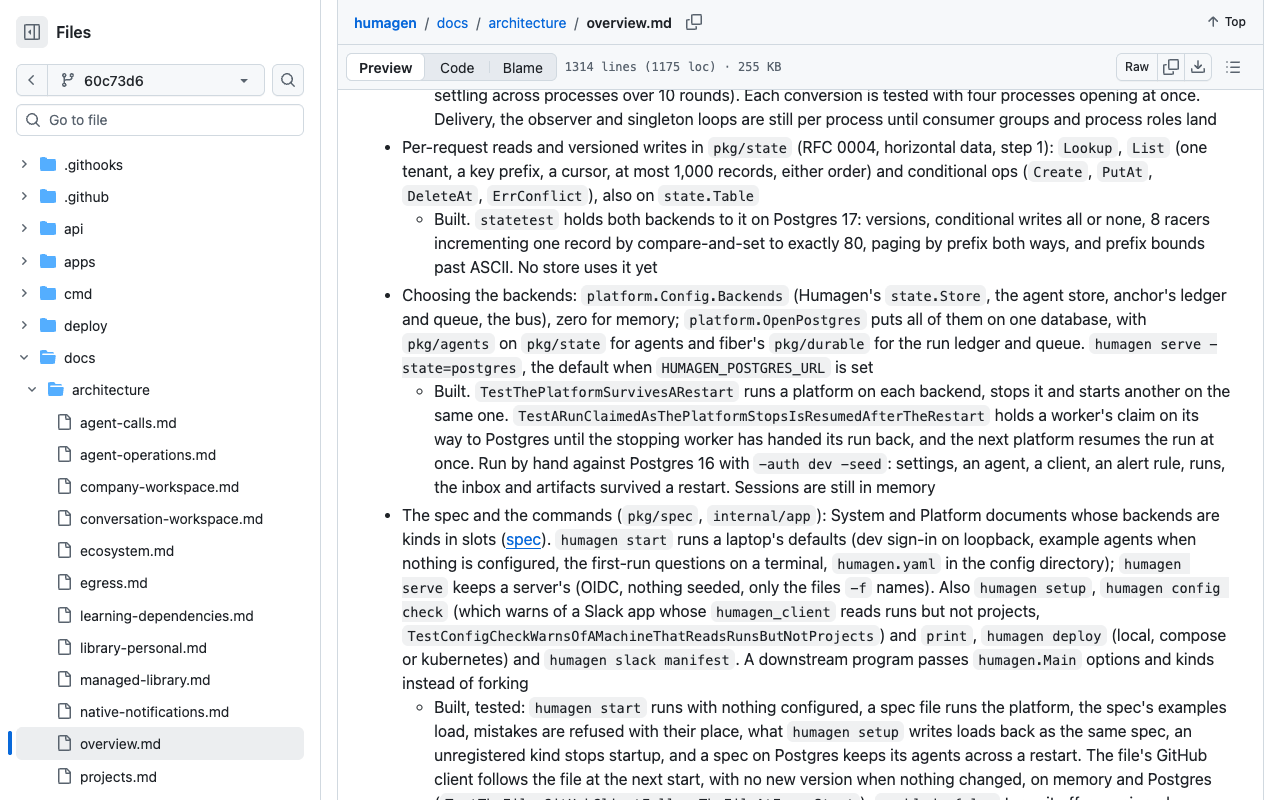 Files
humagen / docs / architecture / overview.md
Top
60c73d6
Preview Code Blame 1314 lines (1175 loc) · 255 KB
Raw
Go to file
.githooks
.github
api
apps
cmd
deploy
docs
architecture
agent-calls.md
agent-operations.md
company-workspace.md
conversation-workspace.md
ecosystem.md
egress.md
learning-dependencies.md
library-personal.md
managed-library.md
native-notifications.md
overview.md
projects.md
settling across processes over 10 rounds). Each conversion is tested with four processes opening at once.
Delivery, the observer and singleton loops are still per process until consumer groups and process roles land
• Per-request reads and versioned writes in pkg/state (RFC 0004, horizontal data, step 1): Lookup, List (one
tenant, a key prefix, a cursor, at most 1,000 records, either order) and conditional ops ( Create, PutAt,
DeleteAt, ErrConflict ), also on state.Table
◦ Built. statetest holds both backends to it on Postgres 17: versions, conditional writes all or none, 8 racers
incrementing one record by compare-and-set to exactly 80, paging by prefix both ways, and prefix bounds
past ASCII. No store uses it yet
• Choosing the backends: platform.Config.Backends (Humagen's state.Store, the agent store, anchor's ledger
and queue, the bus), zero for memory; platform.OpenPostgres puts all of them on one database, with
pkg/agents on pkg/state for agents and fiber's pkg/durable for the run ledger and queue. humagen serve -
state=postgres, the default when HUMAGEN_POSTGRES_URL is set
◦ Built. TestThePlatformSurvivesARestart runs a platform on each backend, stops it and starts another on the
same one. TestARunClaimedAsThePlatformStopsIsResumedAfterTheRestart holds a worker's claim on its
way to Postgres until the stopping worker has handed its run back, and the next platform resumes the run at
once. Run by hand against Postgres 16 with -auth dev -seed: settings, an agent, a client, an alert rule, runs,
the inbox and artifacts survived a restart. Sessions are still in memory
• The spec and the commands ( pkg/spec, internal/app): System and Platform documents whose backends are
kinds in slots (spec). humagen start runs a laptop's defaults (dev sign-in on loopback, example agents when
nothing is configured, the first-run questions on a terminal, humagen.yaml in the config directory); humagen
serve keeps a server's (OIDC, nothing seeded, only the files -f names). Also humagen setup, humagen config
check (which warns of a Slack app whose humagen_client reads runs but not projects,
TestConfigCheckWarnsOfAMachineThatReadsRunsButNotProjects) and print, humagen deploy (local, compose
or kubernetes) and humagen slack manifest. A downstream program passes humagen.Main options and kinds
instead of forking
◦ Built, tested: humagen start runs with nothing configured, a spec file runs the platform, the spec's examples
load, mistakes are refused with their place, what humagen setup writes loads back as the same spec, an
unregistered kind stops startup, and a spec on Postgres keeps its agents across a restart. The file's GitHub
client follows the file at the next start, with no new version when nothing changed, on memory and Postgres